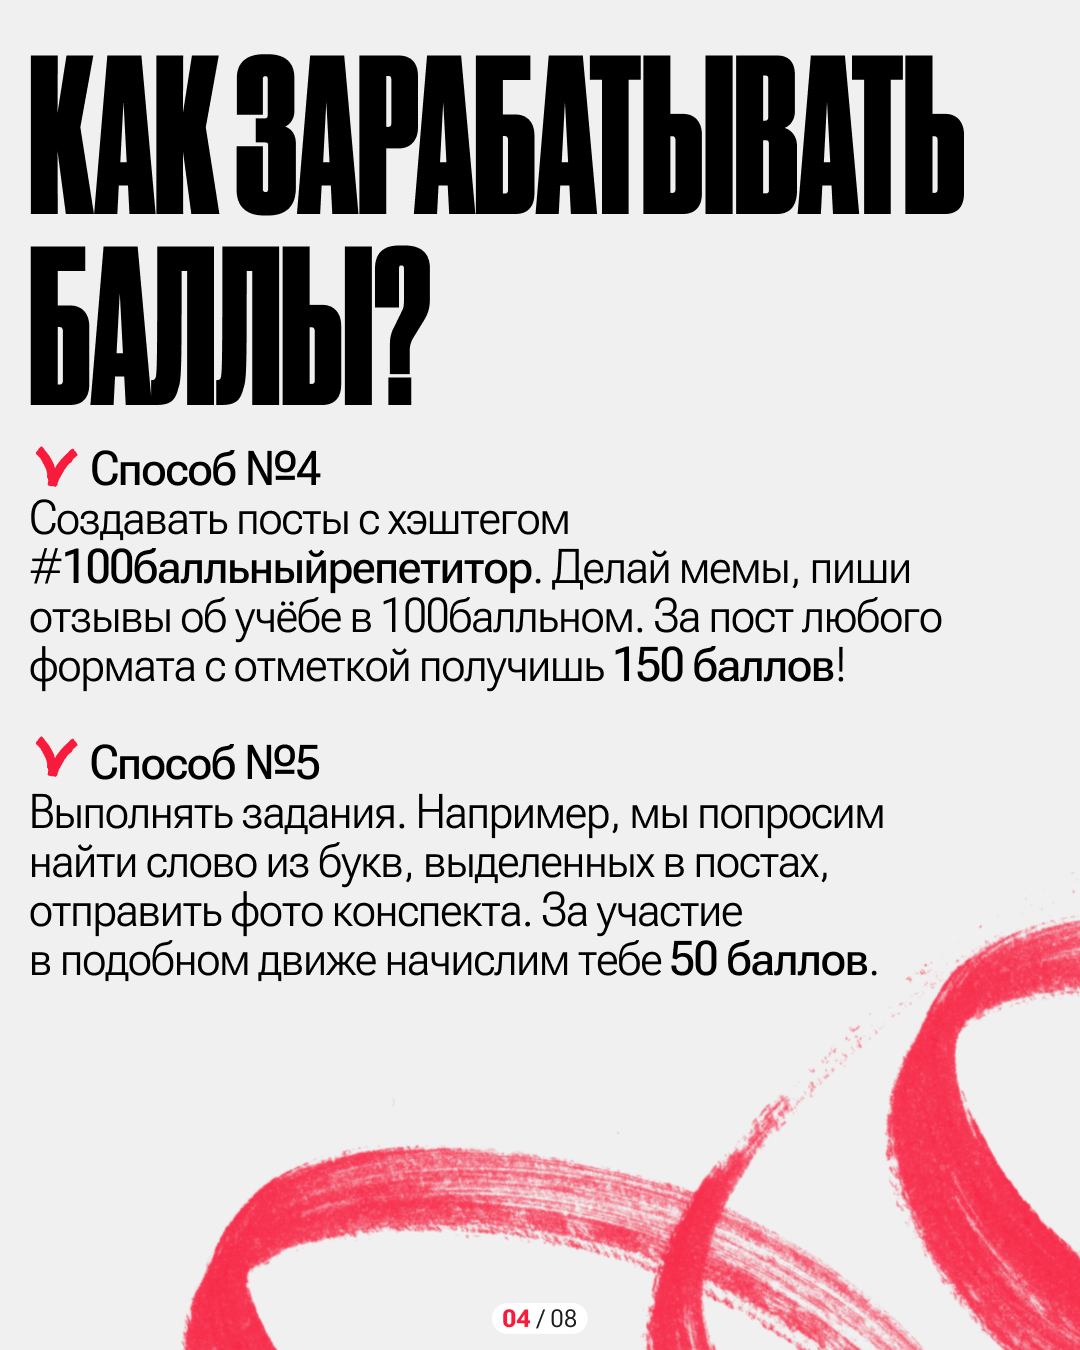 КАК ЗАРАБАТЫВАТЬ
БАЛЛЫ?
Способ №4
Создавать посты с хэштегом
#100балльныйрепетитор. Делай мемы, пиши
отзывы об учёбе в 100балльном. За пост любого
формата с отметкой получишь 150 баллов!
Способ №5
Выполнять задания. Например, мы попросим
найти слово из букв, выделенных в постах,
отправить фото конспекта. За участие
в подобном движе начислим тебе 50 баллов.
04 / 08